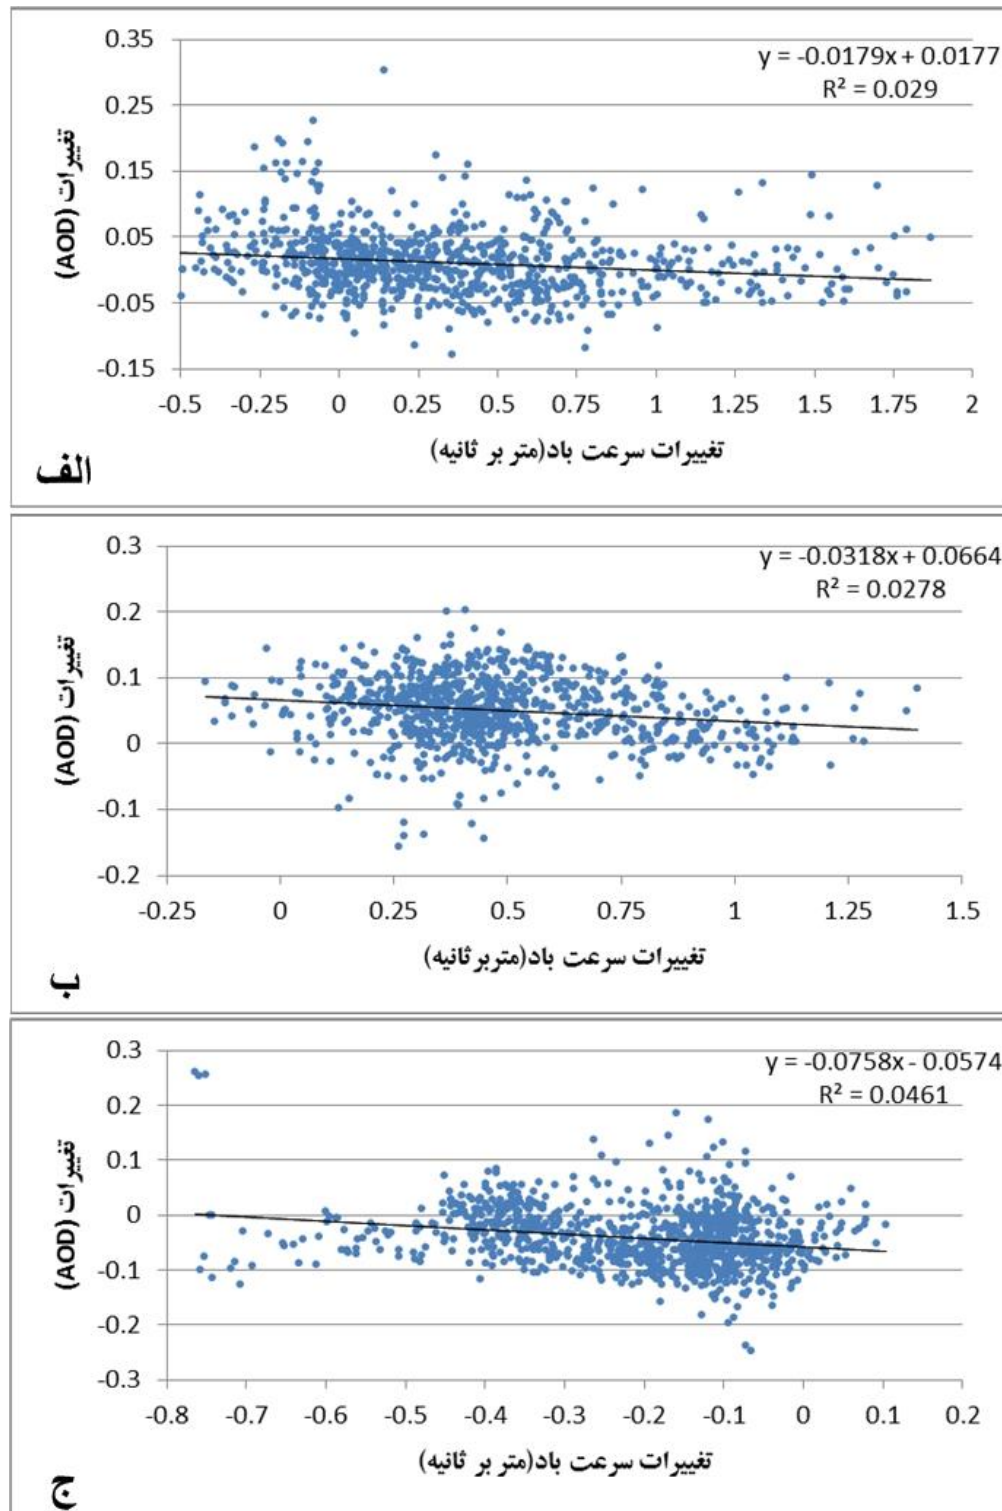 0.35
0.25
0.15
0.05
-0.05
-0.15
y = -0.0179x + 0.0177
R² = 0.029
تغییرات (AOD)
-0.5 -0.25 0 0.25 0.5 0.75 1 1.25 1.5 1.75 2
تغییرات سرعت باد(متر بر ثانیه)
الف
0.3
0.2
0.1
0
-0.1
-0.2
y = -0.0318x + 0.0664
R² = 0.0278
تغییرات (AOD)
-0.25 0 0.25 0.5 0.75 1 1.25 1.5
تغییرات سرعت باد(متربرثانیه)
ب
0.3
0.2
0.1
0
-0.1
-0.2
-0.3
y = -0.0758x - 0.0574
R² = 0.0461
تغییرات (AOD)
-0.8 -0.7 -0.6 -0.5 -0.4 -0.3 -0.2 -0.1 0 0.1 0.2
تغییرات سرعت باد(متر بر ثانیه)
ج